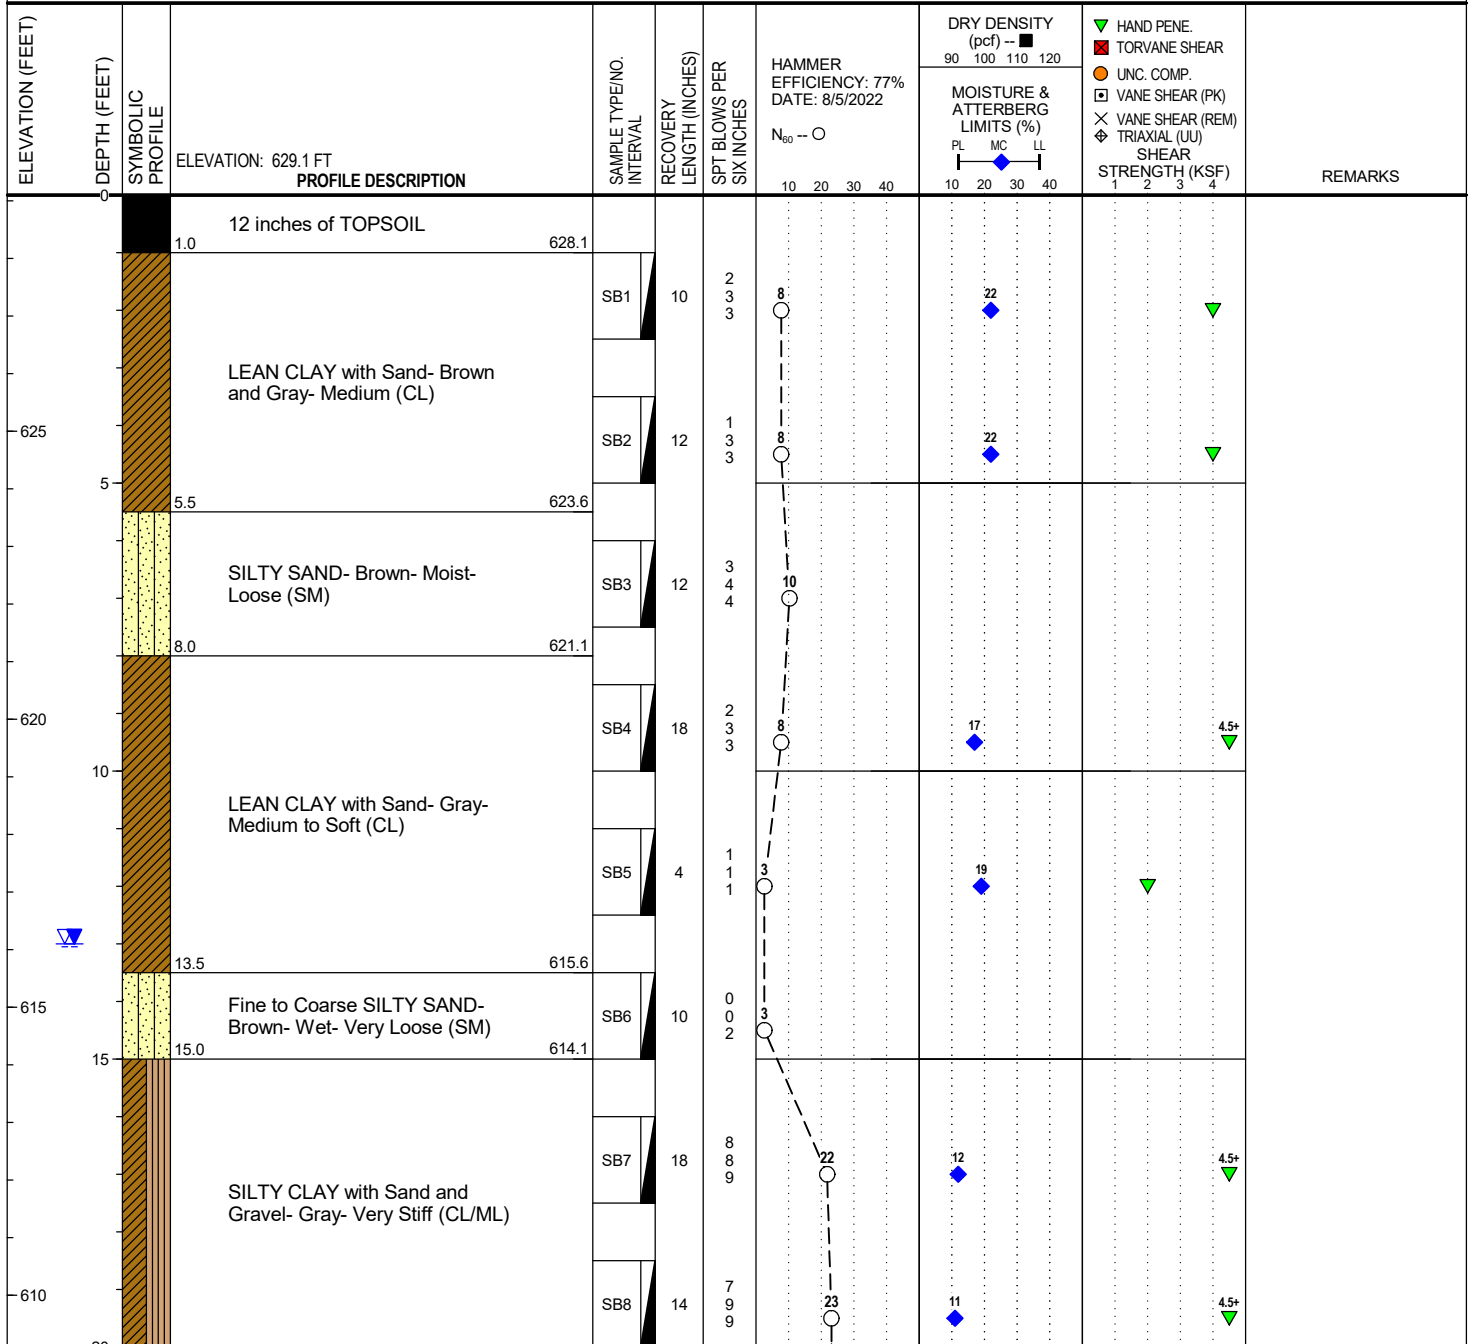 ELEVATION (FEET)
DEPTH (FEET)
SYMBOLIC
PROFILE
ELEVATION: 629.1 FT
PROFILE DESCRIPTION
SAMPLE TYPE/NO.
INTERVAL
RECOVERY
LENGTH (INCHES)
SPT BLOWS PER
SIX INCHES
HAMMER
EFFICIENCY: 77%
DATE: 8/5/2022
N60 --
10 20 30 40
DRY DENSITY
(pcf) --
90 100 110 120
MOISTURE &
ATTERBERG
LIMITS (%)
PL MC LL
10 20 30 40
HAND PENE.
TORVANE SHEAR
UNC. COMP.
VANE SHEAR (PK)
VANE SHEAR (REM)
TRIAXIAL (UU)
SHEAR
STRENGTH (KSF)
1 2 3 4
REMARKS
0
12 inches of TOPSOIL
1.0 628.1
SB1 10
2
3
3
8 22
LEAN CLAY with Sand- Brown
and Gray- Medium (CL)
625
SB2 12
1
3
3
8 22
5
5.5 623.6
SILTY SAND- Brown- Moist-
Loose (SM)
SB3 12
3
4
4
10
8.0 621.1
620
SB4 18
2
3
3
8 17 4.5+
10
LEAN CLAY with Sand- Gray-
Medium to Soft (CL)
SB5 4
1
1
1
3 19
13.5 615.6
615
Fine to Coarse SILTY SAND-
Brown- Wet- Very Loose (SM)
SB6 10
0
0
2
3
15
15.0 614.1
SB7 18
8
8
9
22 12 4.5+
SILTY CLAY with Sand and
Gravel- Gray- Very Stiff (CL/ML)
610
SB8 14
7
9
9
23 11 4.5+